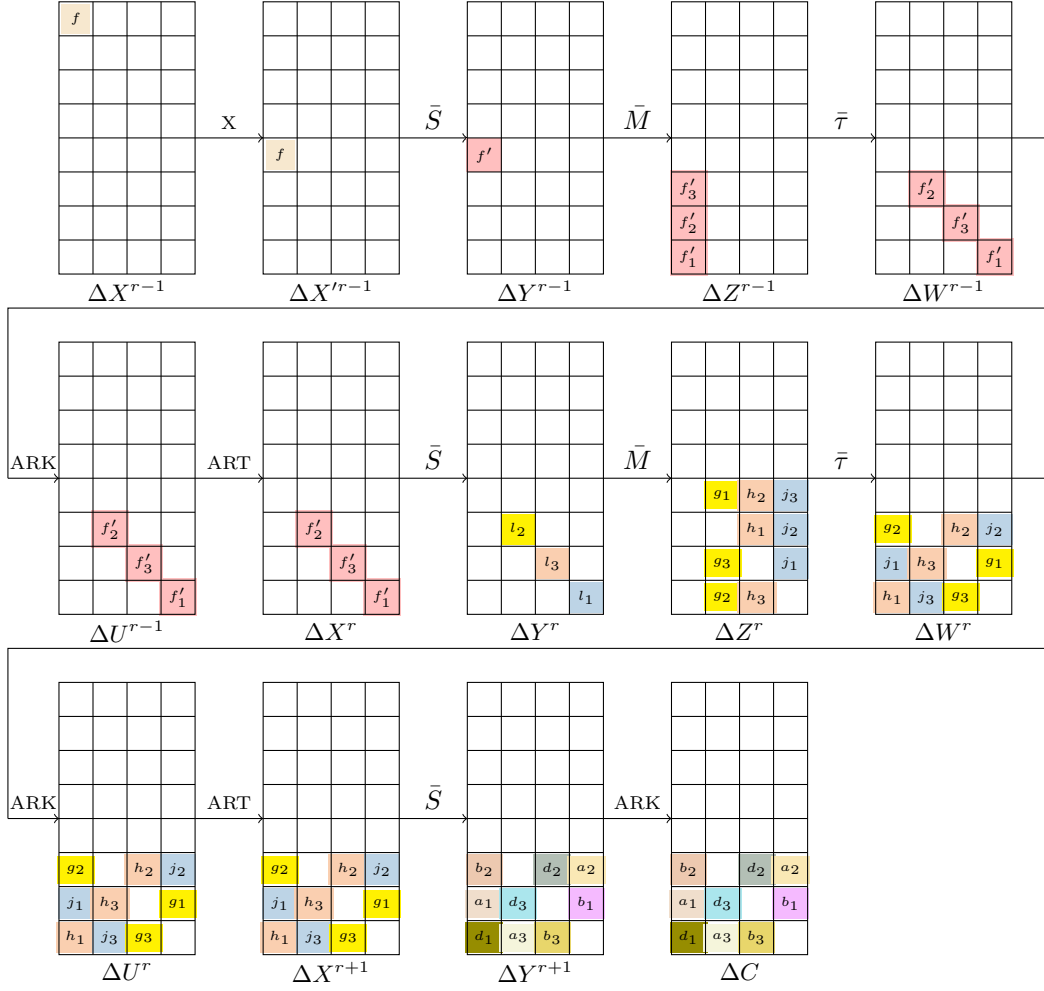 f
X S̄ M̄ τ̄
f f′
f′₃ f′₂
f′₂ f′₃
f′₁ f′₁
ΔX^{r−1} ΔX′^{r−1} ΔY^{r−1} ΔZ^{r−1} ΔW^{r−1}
ARK ART S̄ M̄ τ̄
g₁ h₂ j₃
f′₂ f′₂ l₂ h₁ j₂ g₂ h₂ j₂
f′₃ f′₃ l₃ g₃ j₁ j₁ h₃ g₁
f′₁ f′₁ l₁ g₂ h₃ h₁ j₃ g₃
ΔU^{r−1} ΔX^r ΔY^r ΔZ^r ΔW^r
ARK ART S̄ ARK
g₂ h₂ j₂ g₂ h₂ j₂ b₂ d₂ a₂ b₂ d₂ a₂
j₁ h₃ g₁ j₁ h₃ g₁ a₁ d₃ b₁ a₁ d₃ b₁
h₁ j₃ g₃ h₁ j₃ g₃ d₁ a₃ b₃ d₁ a₃ b₃
ΔU^r ΔX^{r+1} ΔY^{r+1} ΔC